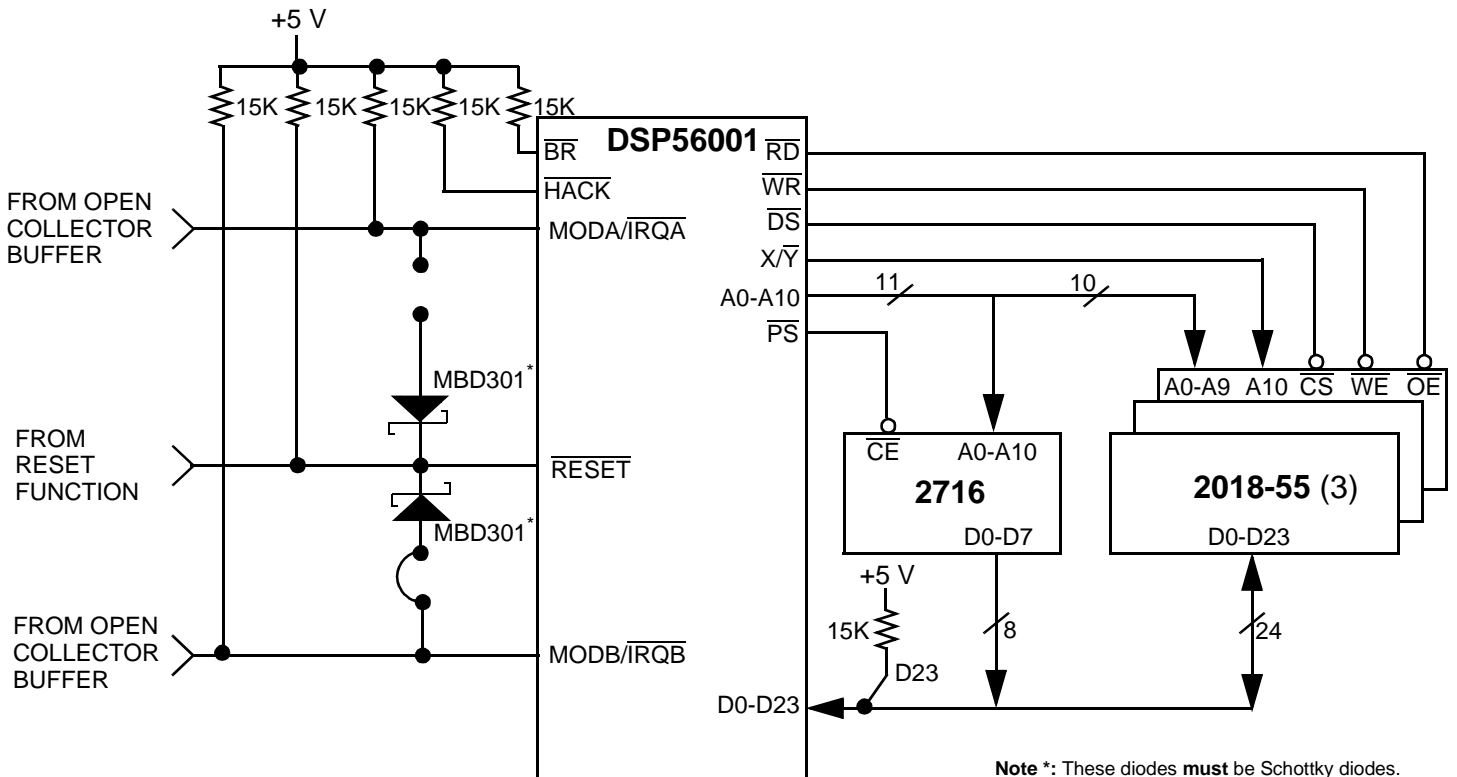 +5 V
15K 15K 15K 15K 15K
DSP56001
BR
HACK
MODA/IRQA
RESET
MODB/IRQB
RD
WR
DS
X/Y
A0-A10
PS
D0-D23
FROM OPEN
COLLECTOR
BUFFER
FROM
RESET
FUNCTION
FROM OPEN
COLLECTOR
BUFFER
MBD301*
MBD301*
11
10
CE A0-A10
2716
D0-D7
A0-A9 A10 CS WE OE
2018-55 (3)
D0-D23
+5 V
15K
D23
8
24
Note *: These diodes must be Schottky diodes.